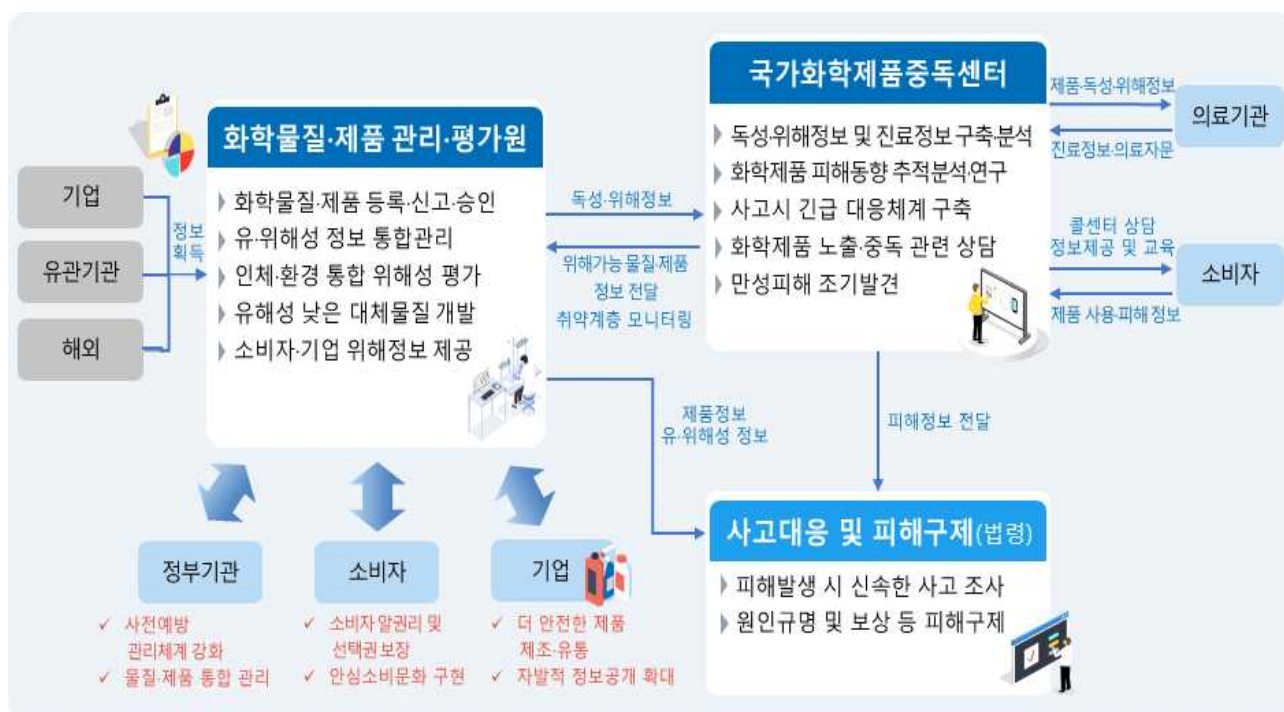 기업
유관기관
해외
정보
획득
화학물질·제품 관리·평가원
화학물질·제품 등록·신고·승인
유·위해성 정보 통합관리
인체·환경 통합 위해성 평가
유해성 낮은 대체물질 개발
소비자·기업 위해정보 제공
독성·위해정보
위해가능 물질·제품
정보 전달
취약계층 모니터링
국가화학제품중독센터
독성·위해정보 및 진료정보 구축·분석
화학제품 피해동향 추적분석·연구
사고시 긴급 대응체계 구축
화학제품 노출·중독 관련 상담
만성피해 조기발견
제품·독성·위해정보
진료정보·의료자문
의료기관
콜센터 상담
정보제공 및 교육
제품 사용·피해 정보
소비자
제품정보
유·위해성 정보
피해정보 전달
사고대응 및 피해구제(법령)
피해발생 시 신속한 사고 조사
원인규명 및 보상 등 피해구제
정부기관
✓ 사전예방
관리체계 강화
✓ 물질·제품 통합 관리
소비자
✓ 소비자 알권리 및
선택권 보장
✓ 안심소비문화 구현
기업
✓ 더 안전한 제품
제조·유통
✓ 자발적 정보공개 확대